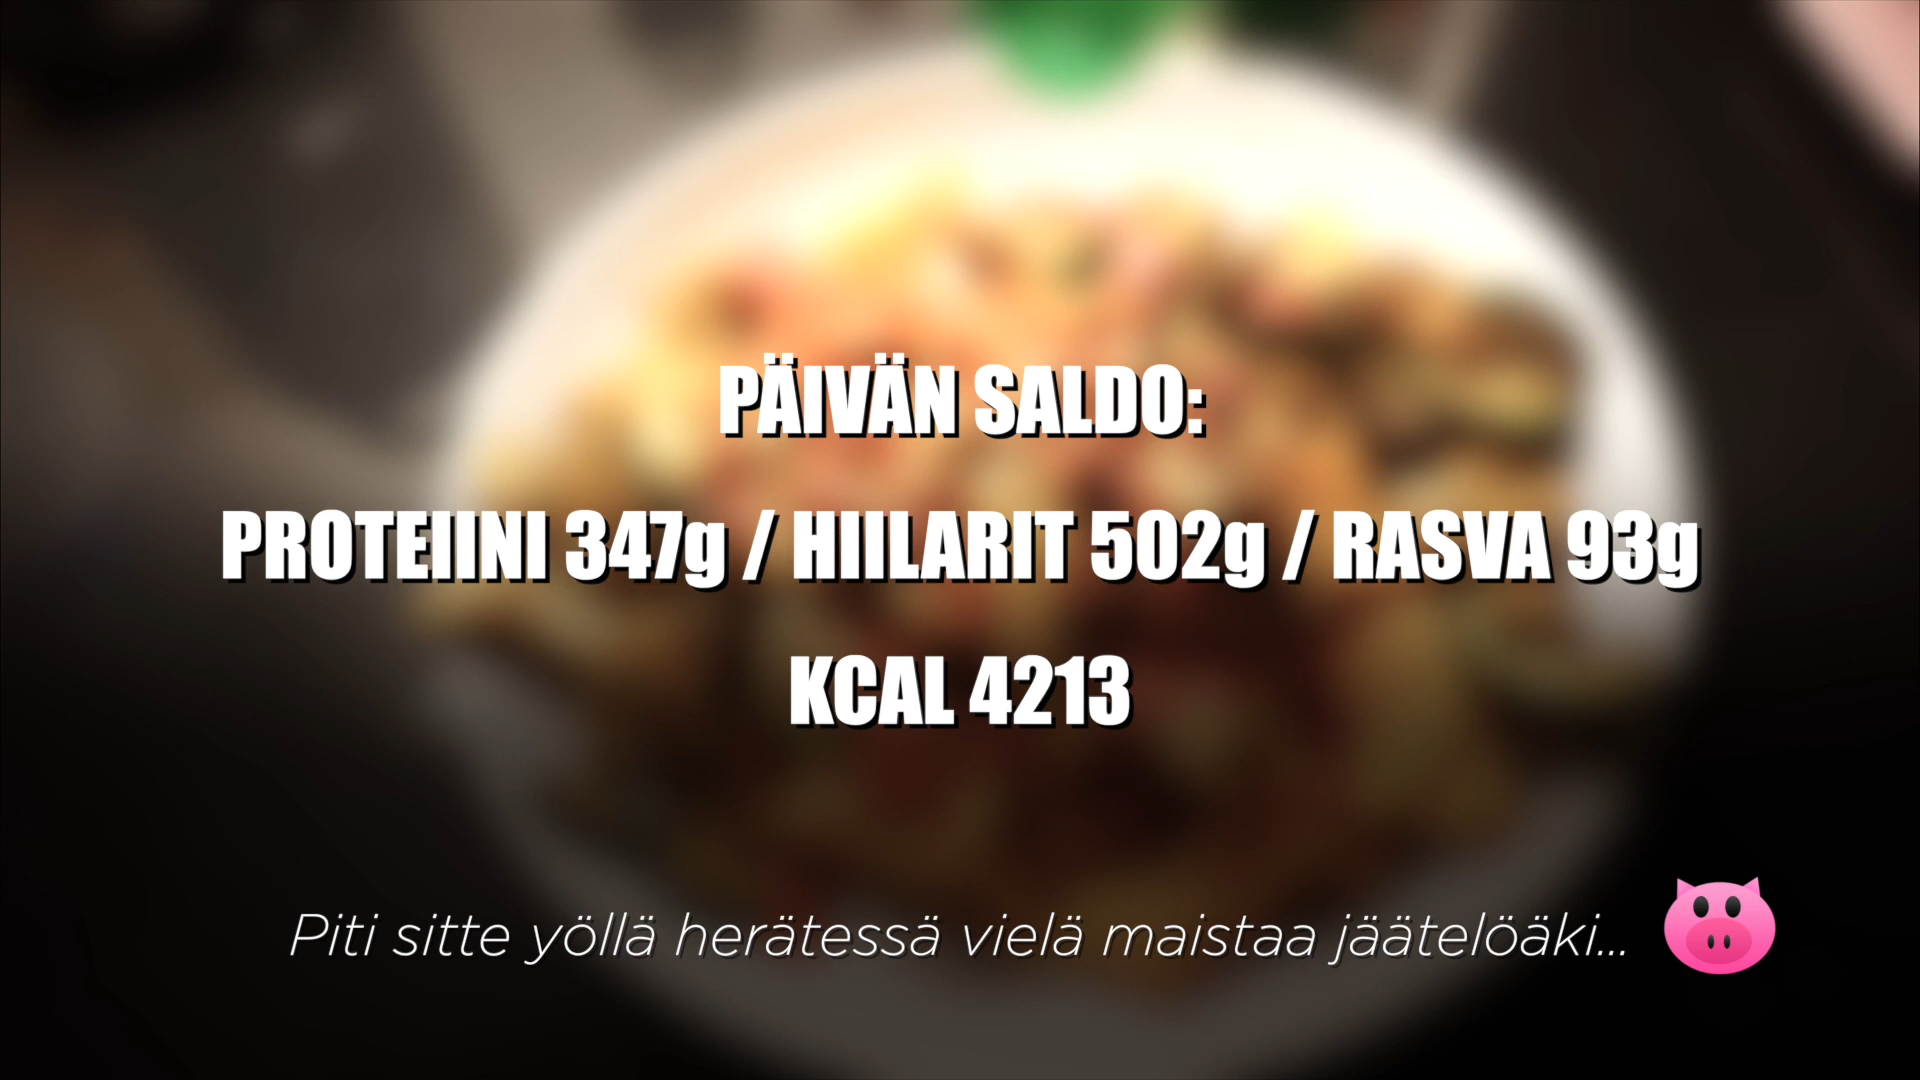 PÄIVÄN SALDO:
PROTEIINI 347g / HIILARIT 502g / RASVA 93g
KCAL 4213
Piti sitte yöllä herätessä vielä maistaa jäätelöäki...